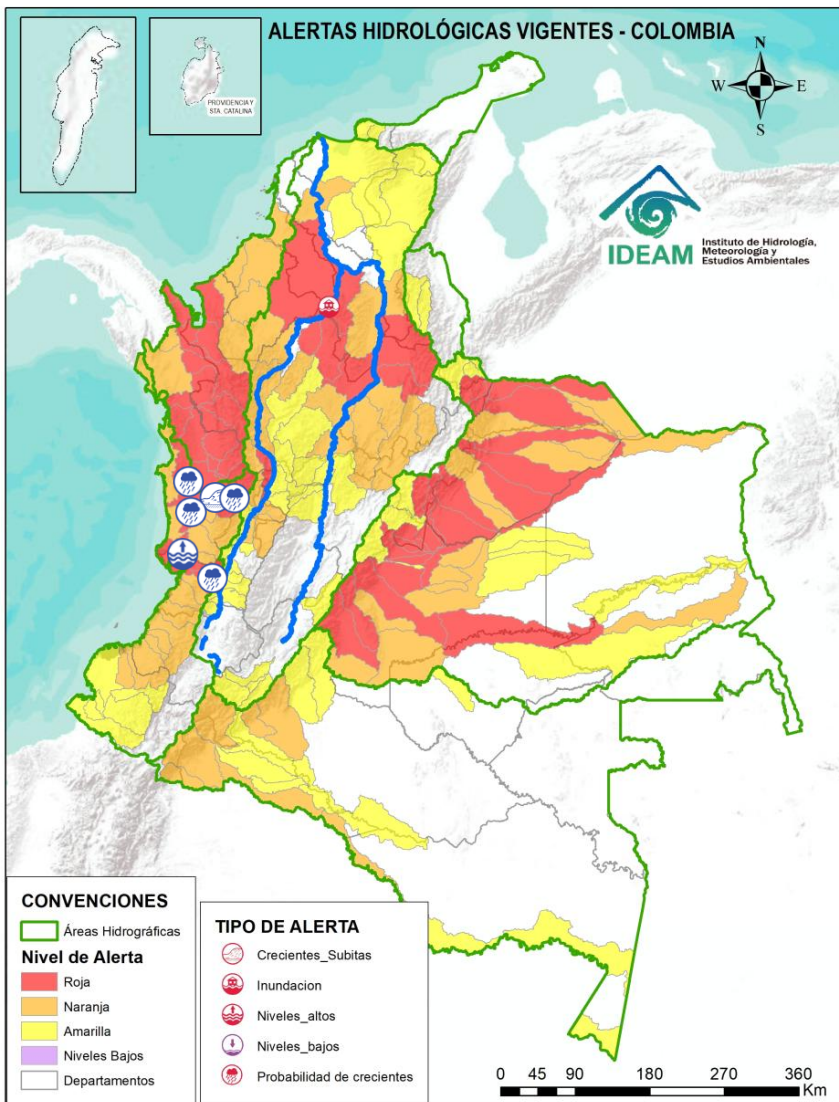 ALERTAS HIDROLÓGICAS VIGENTES - COLOMBIA
PROVIDENCIA Y
STA. CATALINA
N
W
E
S
IDEAM
Instituto de Hidrología,
Meteorología y
Estudios Ambientales
CONVENCIONES
Áreas Hidrográficas
Nivel de Alerta
Roja
Naranja
Amarilla
Niveles Bajos
Departamentos
TIPO DE ALERTA
Crecientes_Subitas
Inundacion
Niveles_altos
Niveles_bajos
Probabilidad de crecientes
0 45 90 180 270 360
Km